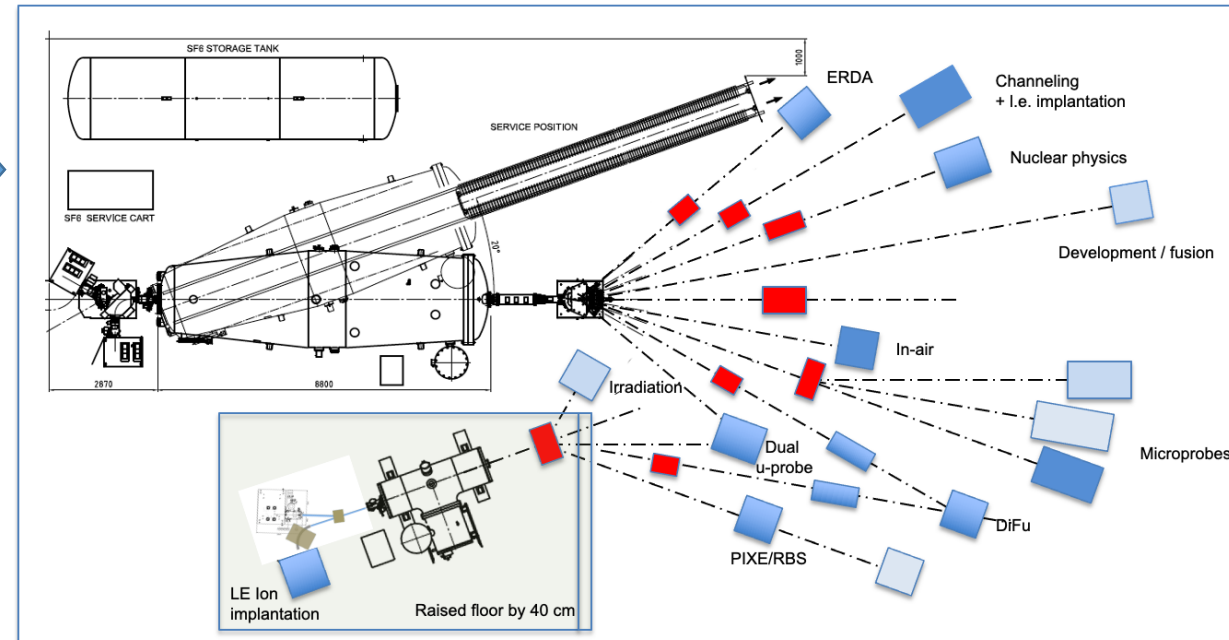 SF6 STORAGE TANK
1000
ERDA
Channeling
+ l.e. implantation
SERVICE POSITION
Nuclear physics
SF6 SERVICE CART
20°
Development / fusion
In-air
2870
8800
Irradiation
Dual
u-probe
Microprobes
DiFu
PIXE/RBS
LE Ion
implantation
Raised floor by 40 cm